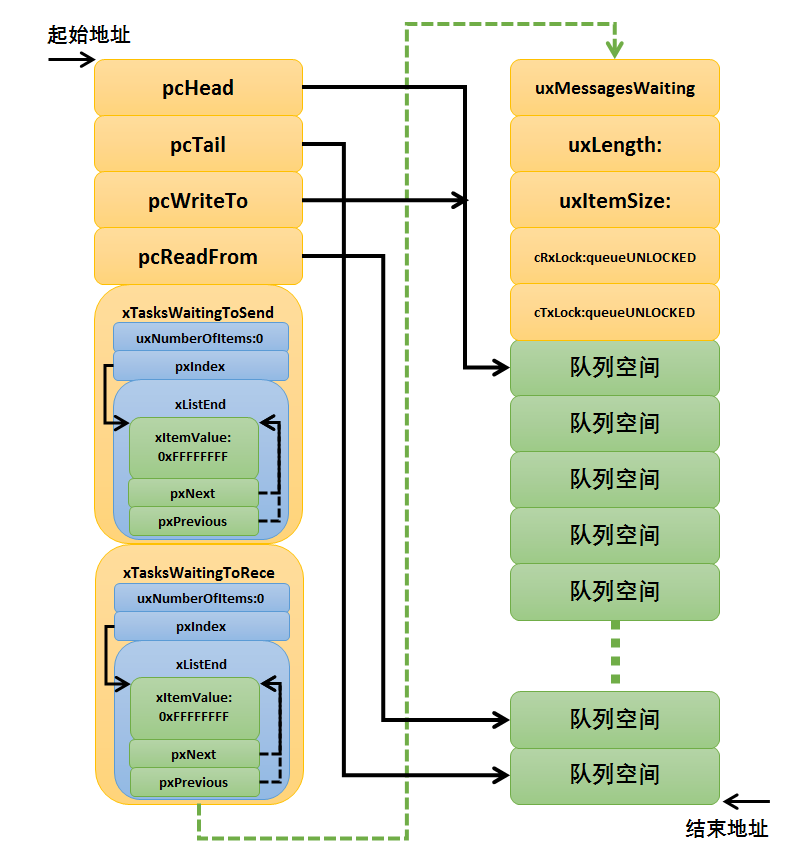 起始地址
pcHead
pcTail
pcWriteTo
pcReadFrom
xTasksWaitingToSend
uxNumberOfItems:0
pxIndex
xListEnd
xItemValue:
0xFFFFFFFF
pxNext
pxPrevious
xTasksWaitingToRece
uxNumberOfItems:0
pxIndex
xListEnd
xItemValue:
0xFFFFFFFF
pxNext
pxPrevious
uxMessagesWaiting
uxLength:
uxItemSize:
cRxLock:queueUNLOCKED
cTxLock:queueUNLOCKED
队列空间
队列空间
队列空间
队列空间
队列空间
队列空间
队列空间
结束地址